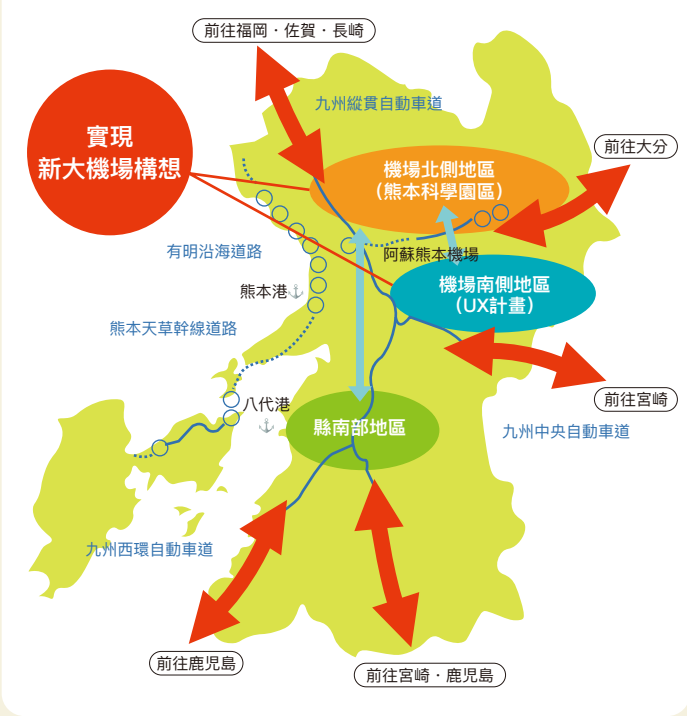 前往福岡・佐賀・長崎
九州縱貫自動車道
實現
新大機場構想
前往大分
機場北側地區
（熊本科學園區）
有明沿海道路
阿蘇熊本機場
熊本港
機場南側地區
（UX計畫）
熊本天草幹線道路
前往宮崎
八代港
縣南部地區
九州中央自動車道
九州西環自動車道
前往鹿児島
前往宮崎・鹿児島